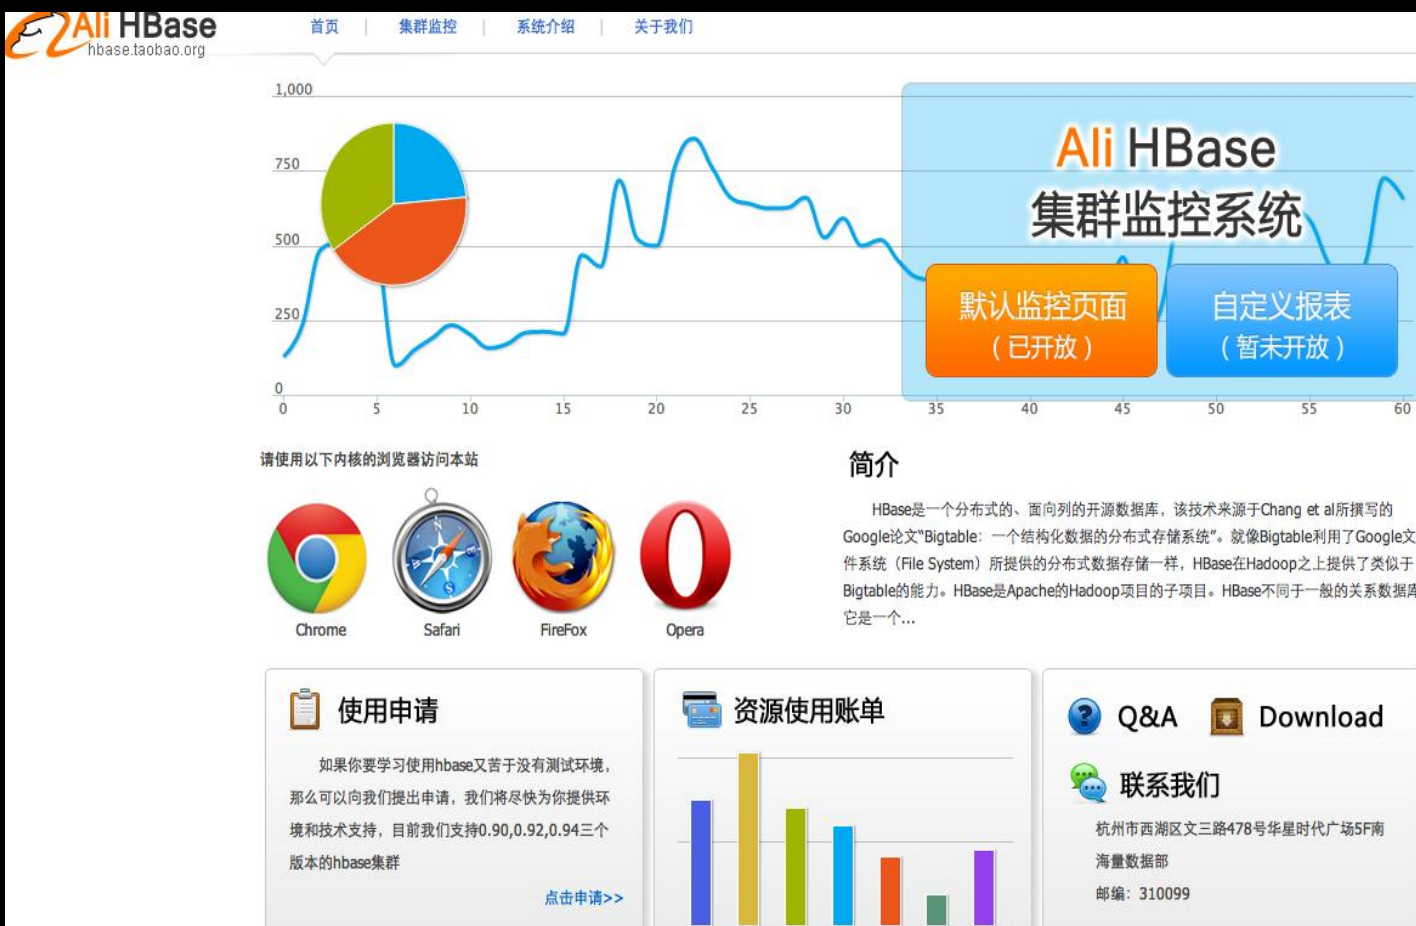 Ali HBase
hbase.taobao.org
首页 | 集群监控 | 系统介绍 | 关于我们
1,000
750
500
250
0
0 5 10 15 20 25 30 35 40 45 50 55 60
Ali HBase
集群监控系统
默认监控页面
（已开放）
自定义报表
（暂未开放）
请使用以下内核的浏览器访问本站
Chrome Safari FireFox Opera
简介
HBase是一个分布式的、面向列的开源数据库，该技术来源于Chang et al所撰写的
Google论文“Bigtable：一个结构化数据的分布式存储系统”。就像Bigtable利用了Google文
件系统（File System）所提供的分布式数据存储一样，HBase在Hadoop之上提供了类似于
Bigtable的能力。HBase是Apache的Hadoop项目的子项目。HBase不同于一般的关系数据库
它是一个...
使用申请
如果你要学习使用hbase又苦于没有测试环境，
那么可以向我们提出申请，我们将尽快为你提供环
境和技术支持，目前我们支持0.90,0.92,0.94三个
版本的hbase集群
点击申请>>
资源使用账单
Q&A Download
联系我们
杭州市西湖区文三路478号华星时代广场5F南
海量数据部
邮编：310099